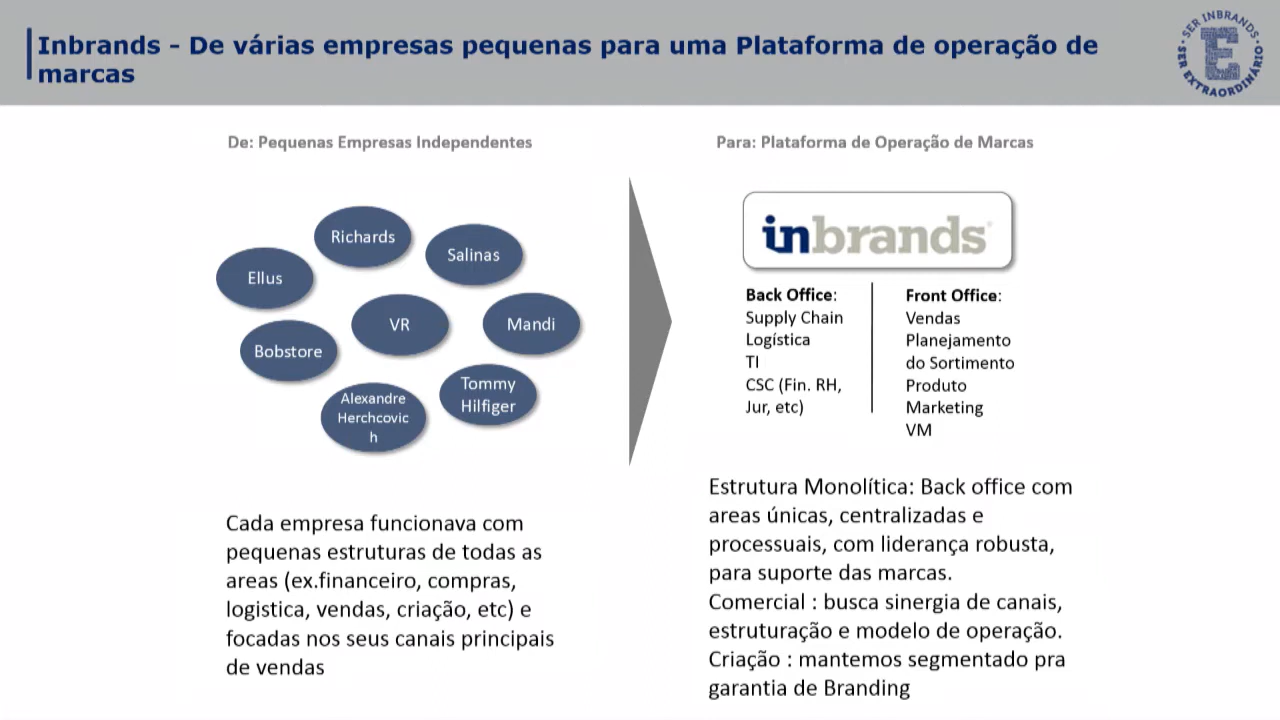 Inbrands - De várias empresas pequenas para uma Plataforma de operação de
marcas
SER INBRANDS
SER EXTRAORDINÁRIO
E
De: Pequenas Empresas Independentes
Richards
Salinas
Ellus
VR
Mandi
Bobstore
Tommy
Hilfiger
Alexandre
Herchcovic
h
Cada empresa funcionava com
pequenas estruturas de todas as
areas (ex.financeiro, compras,
logistica, vendas, criação, etc) e
focadas nos seus canais principais
de vendas
Para: Plataforma de Operação de Marcas
inbrands
Back Office:
Supply Chain
Logística
TI
CSC (Fin. RH,
Jur, etc)
Front Office:
Vendas
Planejamento
do Sortimento
Produto
Marketing
VM
Estrutura Monolítica: Back office com
areas únicas, centralizadas e
processuais, com liderança robusta,
para suporte das marcas.
Comercial : busca sinergia de canais,
estruturação e modelo de operação.
Criação : mantemos segmentado pra
garantia de Branding